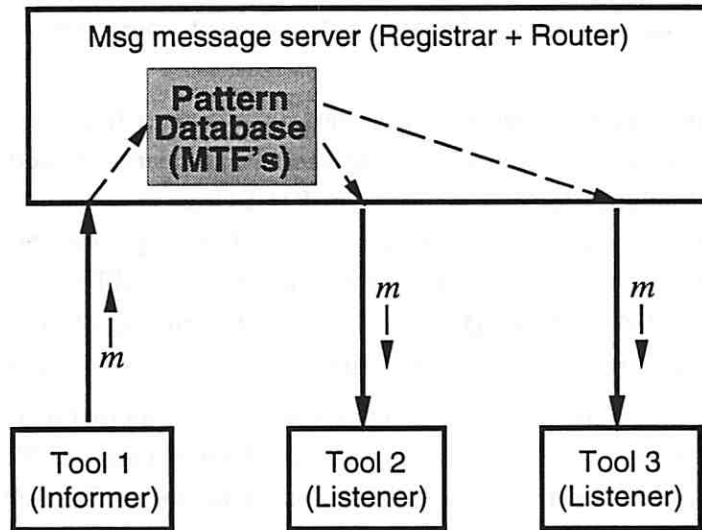 Msg message server (Registrar + Router)
Pattern
Database
(MTF's)
m
m
m
Tool 1
(Informer)
Tool 2
(Listener)
Tool 3
(Listener)